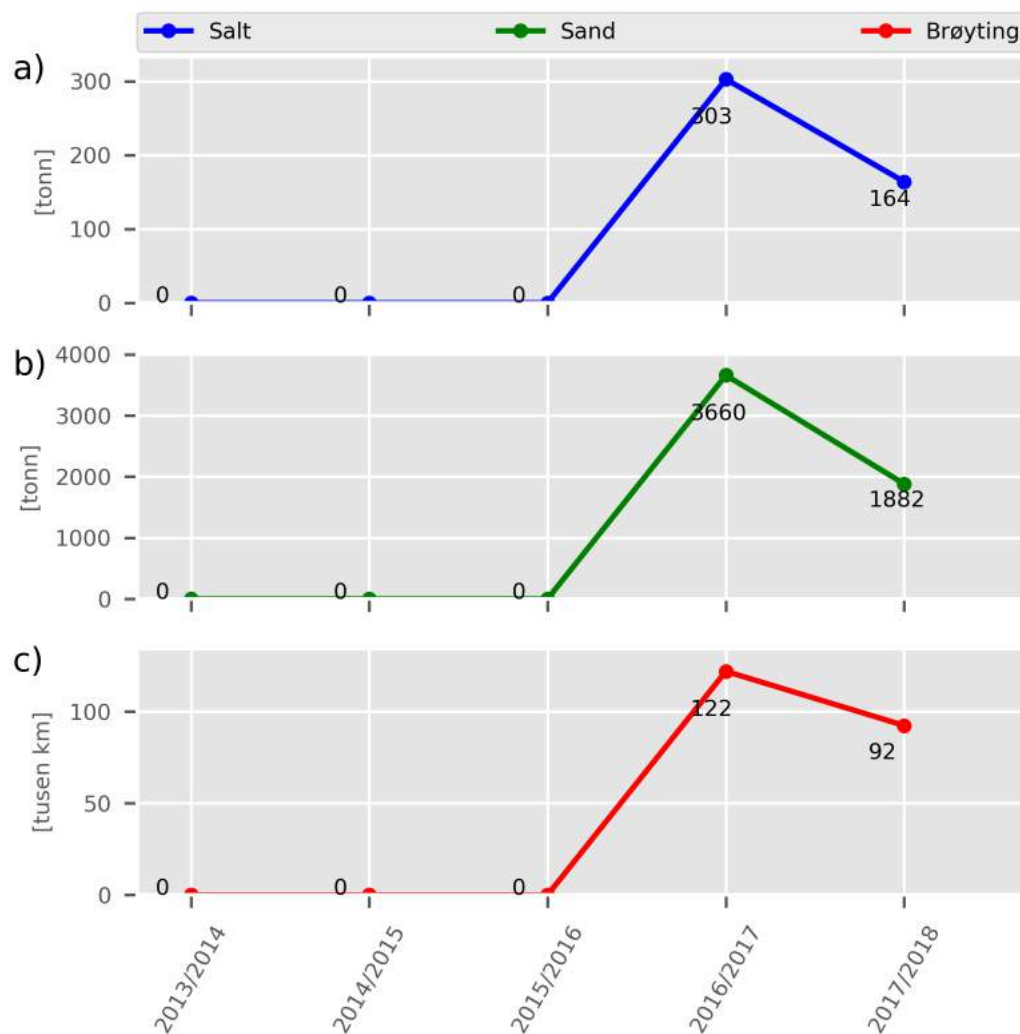 Salt Sand Brøyting
a)
300
200
100
0
[tonn]
0 0 0 303 164
b)
4000
3000
2000
1000
0
[tonn]
0 0 0 3660 1882
c)
100
50
0
[tusen km]
0 0 0 122 92
2013/2014 2014/2015 2015/2016 2016/2017 2017/2018